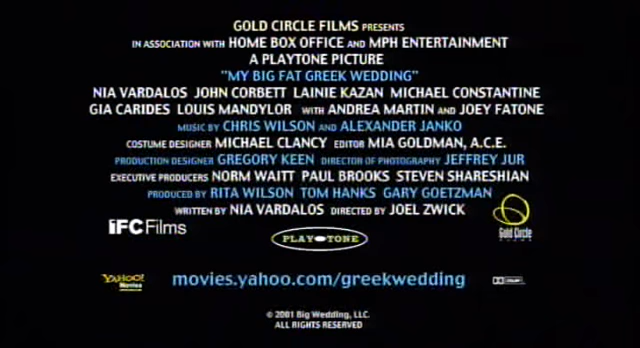 GOLD CIRCLE FILMS PRESENTS
IN ASSOCIATION WITH HOME BOX OFFICE AND MPH ENTERTAINMENT
A PLAYTONE PICTURE
"MY BIG FAT GREEK WEDDING"
NIA VARDALOS JOHN CORBETT LAINIE KAZAN MICHAEL CONSTANTINE
GIA CARIDES LOUIS MANDYLOR WITH ANDREA MARTIN AND JOEY FATONE
MUSIC BY CHRIS WILSON AND ALEXANDER JANKO
COSTUME DESIGNER MICHAEL CLANCY EDITOR MIA GOLDMAN, A.C.E.
PRODUCTION DESIGNER GREGORY KEEN DIRECTOR OF PHOTOGRAPHY JEFFREY JUR
EXECUTIVE PRODUCERS NORM WAITT PAUL BROOKS STEVEN SHARESHIAN
PRODUCED BY RITA WILSON TOM HANKS GARY GOETZMAN
WRITTEN BY NIA VARDALOS DIRECTED BY JOEL ZWICK
iFC Films
PLAY TONE
Gold Circle
FILMS
YAHOO!
Movies
movies.yahoo.com/greekwedding
© 2001 Big Wedding, LLC.
ALL RIGHTS RESERVED